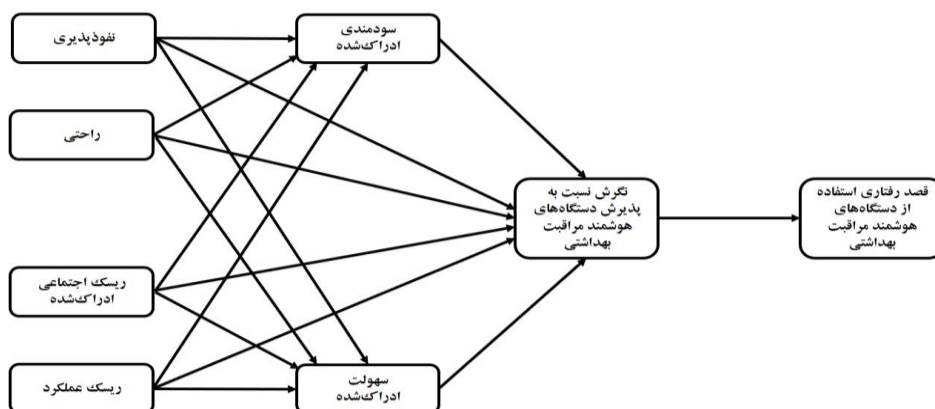 نفوذپذیری
سودمندی
ادراک‌شده
راحتی
نگرش نسبت به
پذیرش دستگاه‌های
هوشمند مراقبت
بهداشتی
قصد رفتاری استفاده
از دستگاه‌های
هوشمند مراقبت
بهداشتی
ریسک اجتماعی
ادراک‌شده
ریسک عملکرد
سهولت
ادراک‌شده